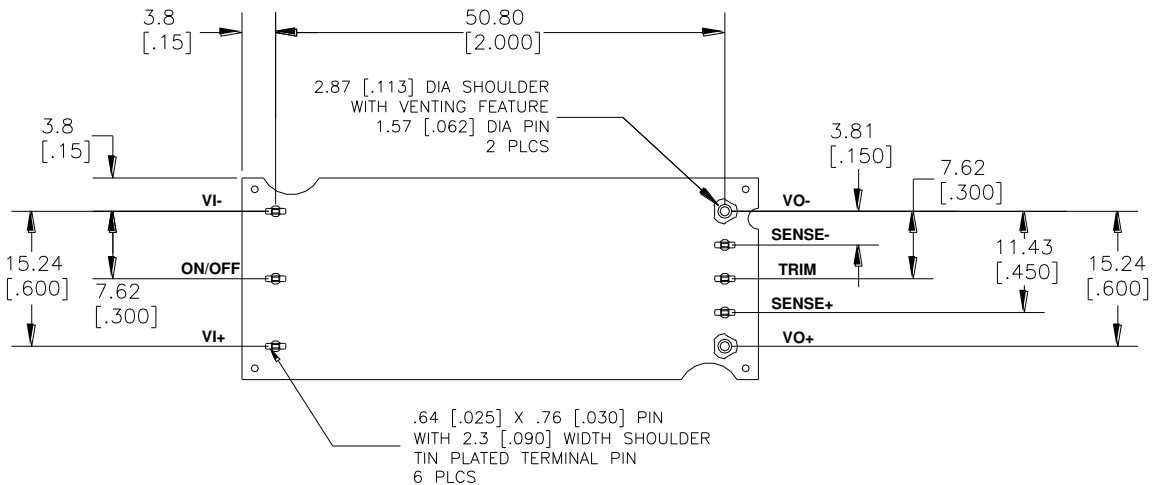 3.8
[.15]
50.80
[2.000]
2.87 [.113] DIA SHOULDER
WITH VENTING FEATURE
1.57 [.062] DIA PIN
2 PLCS
3.8
[.15]
3.81
[.150]
7.62
[.300]
VI-
VO-
SENSE-
ON/OFF
TRIM
SENSE+
VI+
VO+
15.24
[.600]
7.62
[.300]
11.43
[.450]
15.24
[.600]
.64 [.025] X .76 [.030] PIN
WITH 2.3 [.090] WIDTH SHOULDER
TIN PLATED TERMINAL PIN
6 PLCS